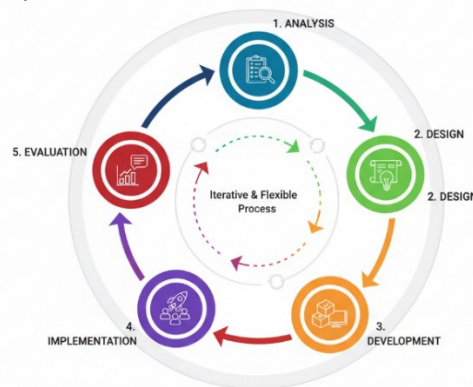 1. ANALYSIS
2. DESIGN
2. DESIGN
3.
DEVELOPMENT
4.
IMPLEMENTATION
5. EVALUATION
Iterative & Flexible
Process